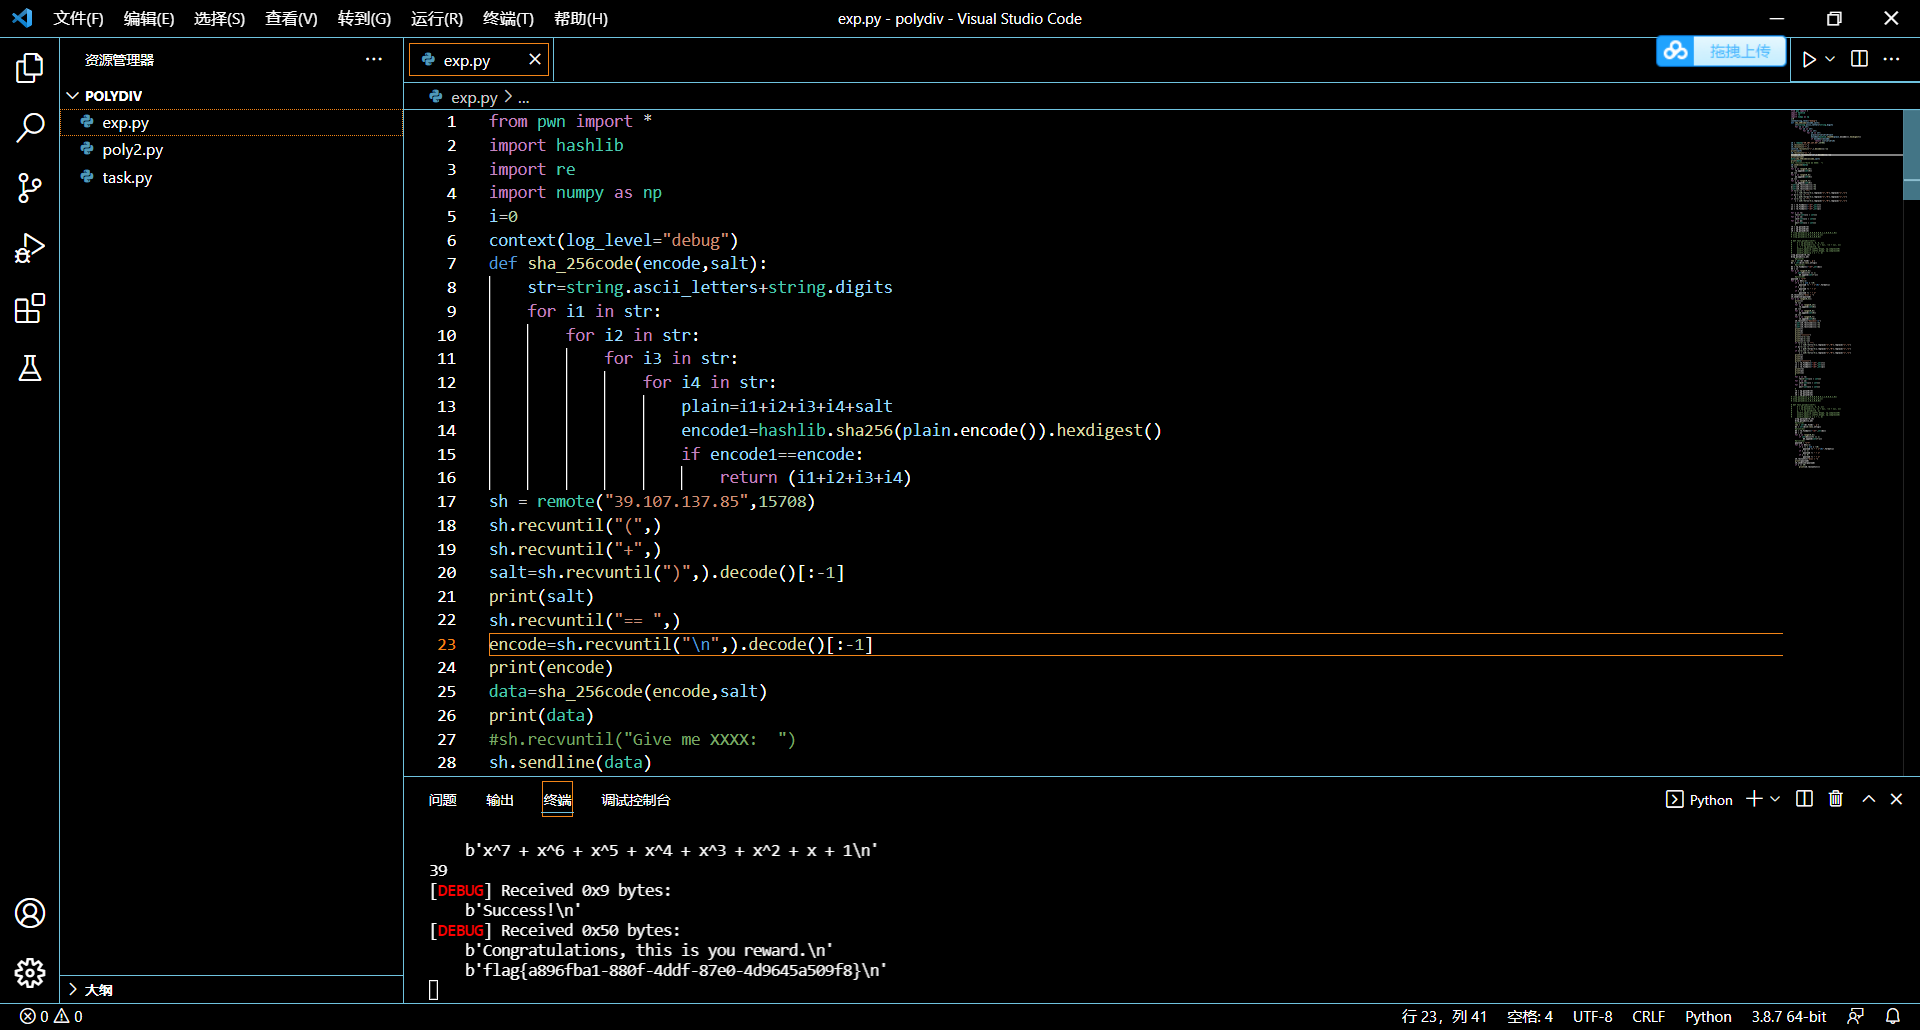 文件(F) 编辑(E) 选择(S) 查看(V) 转到(G) 运行(R) 终端(T) 帮助(H) exp.py - polydiv - Visual Studio Code
资源管理器 ···
exp.py
拖拽上传
POLYDIV
exp.py
poly2.py
task.py
exp.py > ...
1 from pwn import *
2 import hashlib
3 import re
4 import numpy as np
5 i=0
6 context(log_level="debug")
7 def sha_256code(encode,salt):
8 str=string.ascii_letters+string.digits
9 for i1 in str:
10 for i2 in str:
11 for i3 in str:
12 for i4 in str:
13 plain=i1+i2+i3+i4+salt
14 encode1=hashlib.sha256(plain.encode()).hexdigest()
15 if encode1==encode:
16 return (i1+i2+i3+i4)
17 sh = remote("39.107.137.85",15708)
18 sh.recvuntil("(",)
19 sh.recvuntil("+",)
20 salt=sh.recvuntil(")",).decode()[:-1]
21 print(salt)
22 sh.recvuntil("== ",)
23 encode=sh.recvuntil("\n",).decode()[:-1]
24 print(encode)
25 data=sha_256code(encode,salt)
26 print(data)
27 #sh.recvuntil("Give me XXXX:  ")
28 sh.sendline(data)
问题 输出 终端 调试控制台 Python
b'x^7 + x^6 + x^5 + x^4 + x^3 + x^2 + x + 1\n'
39
[DEBUG] Received 0x9 bytes:
b'Success!\n'
[DEBUG] Received 0x50 bytes:
b'Congratulations, this is you reward.\n'
b'flag{a896fba1-880f-4ddf-87e0-4d9645a509f8}\n'
大纲
0 0 行 23，列 41 空格: 4 UTF-8 CRLF Python 3.8.7 64-bit